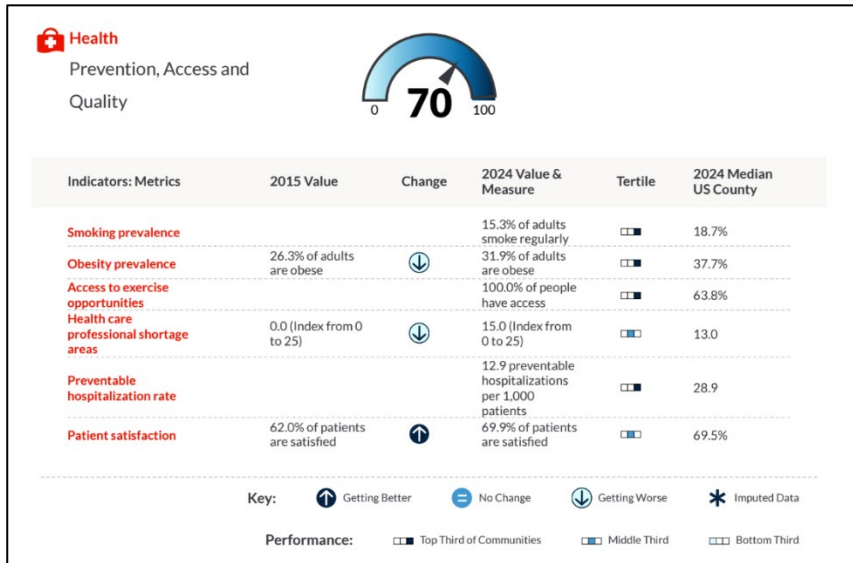 Health
Prevention, Access and
Quality
0
70
100
Indicators: Metrics
2015 Value
Change
2024 Value &
Measure
Tertile
2024 Median
US County
Smoking prevalence
15.3% of adults
smoke regularly
18.7%
Obesity prevalence
26.3% of adults
are obese
31.9% of adults
are obese
37.7%
Access to exercise
opportunities
100.0% of people
have access
63.8%
Health care
professional shortage
areas
0.0 (Index from 0
to 25)
15.0 (Index from
0 to 25)
13.0
Preventable
hospitalization rate
12.9 preventable
hospitalizations
per 1,000
patients
28.9
Patient satisfaction
62.0% of patients
are satisfied
69.9% of patients
are satisfied
69.5%
Key:
Getting Better
No Change
Getting Worse
Imputed Data
Performance:
Top Third of Communities
Middle Third
Bottom Third